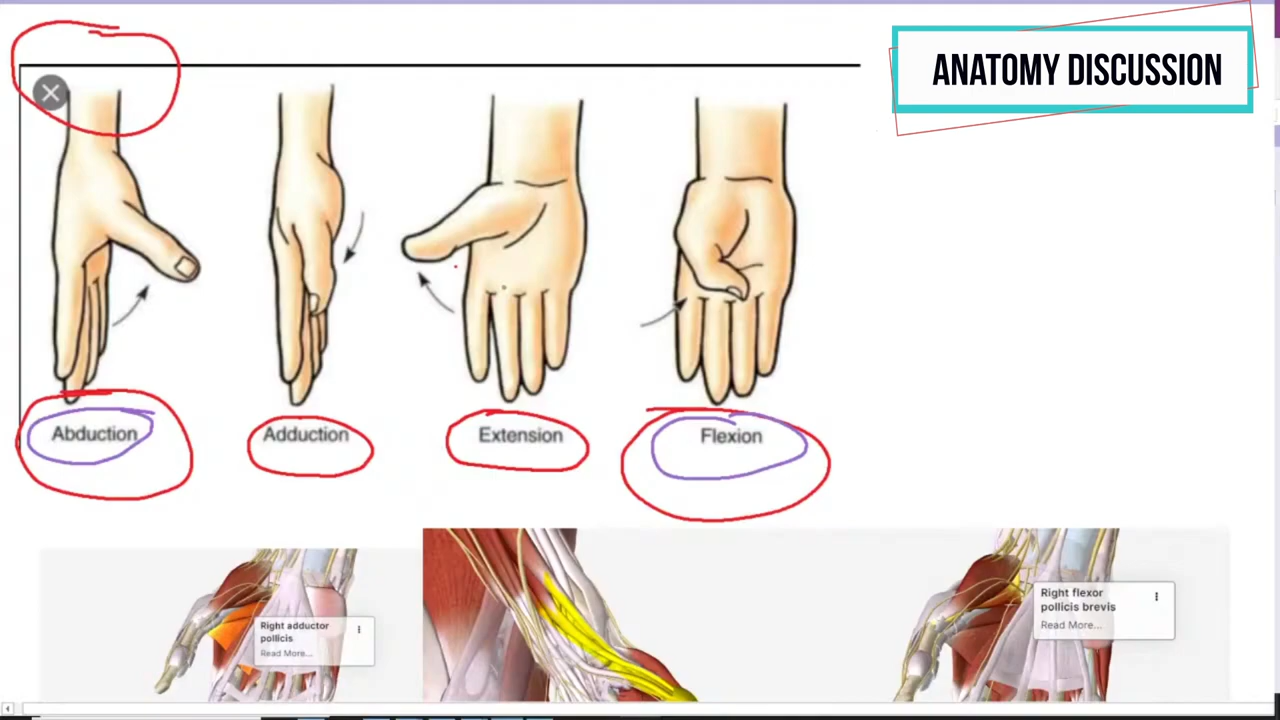 ANATOMY DISCUSSION
Abduction
Adduction
Extension
Flexion
Right adductor
pollicis
Read More...
Right flexor
pollicis brevis
Read More...